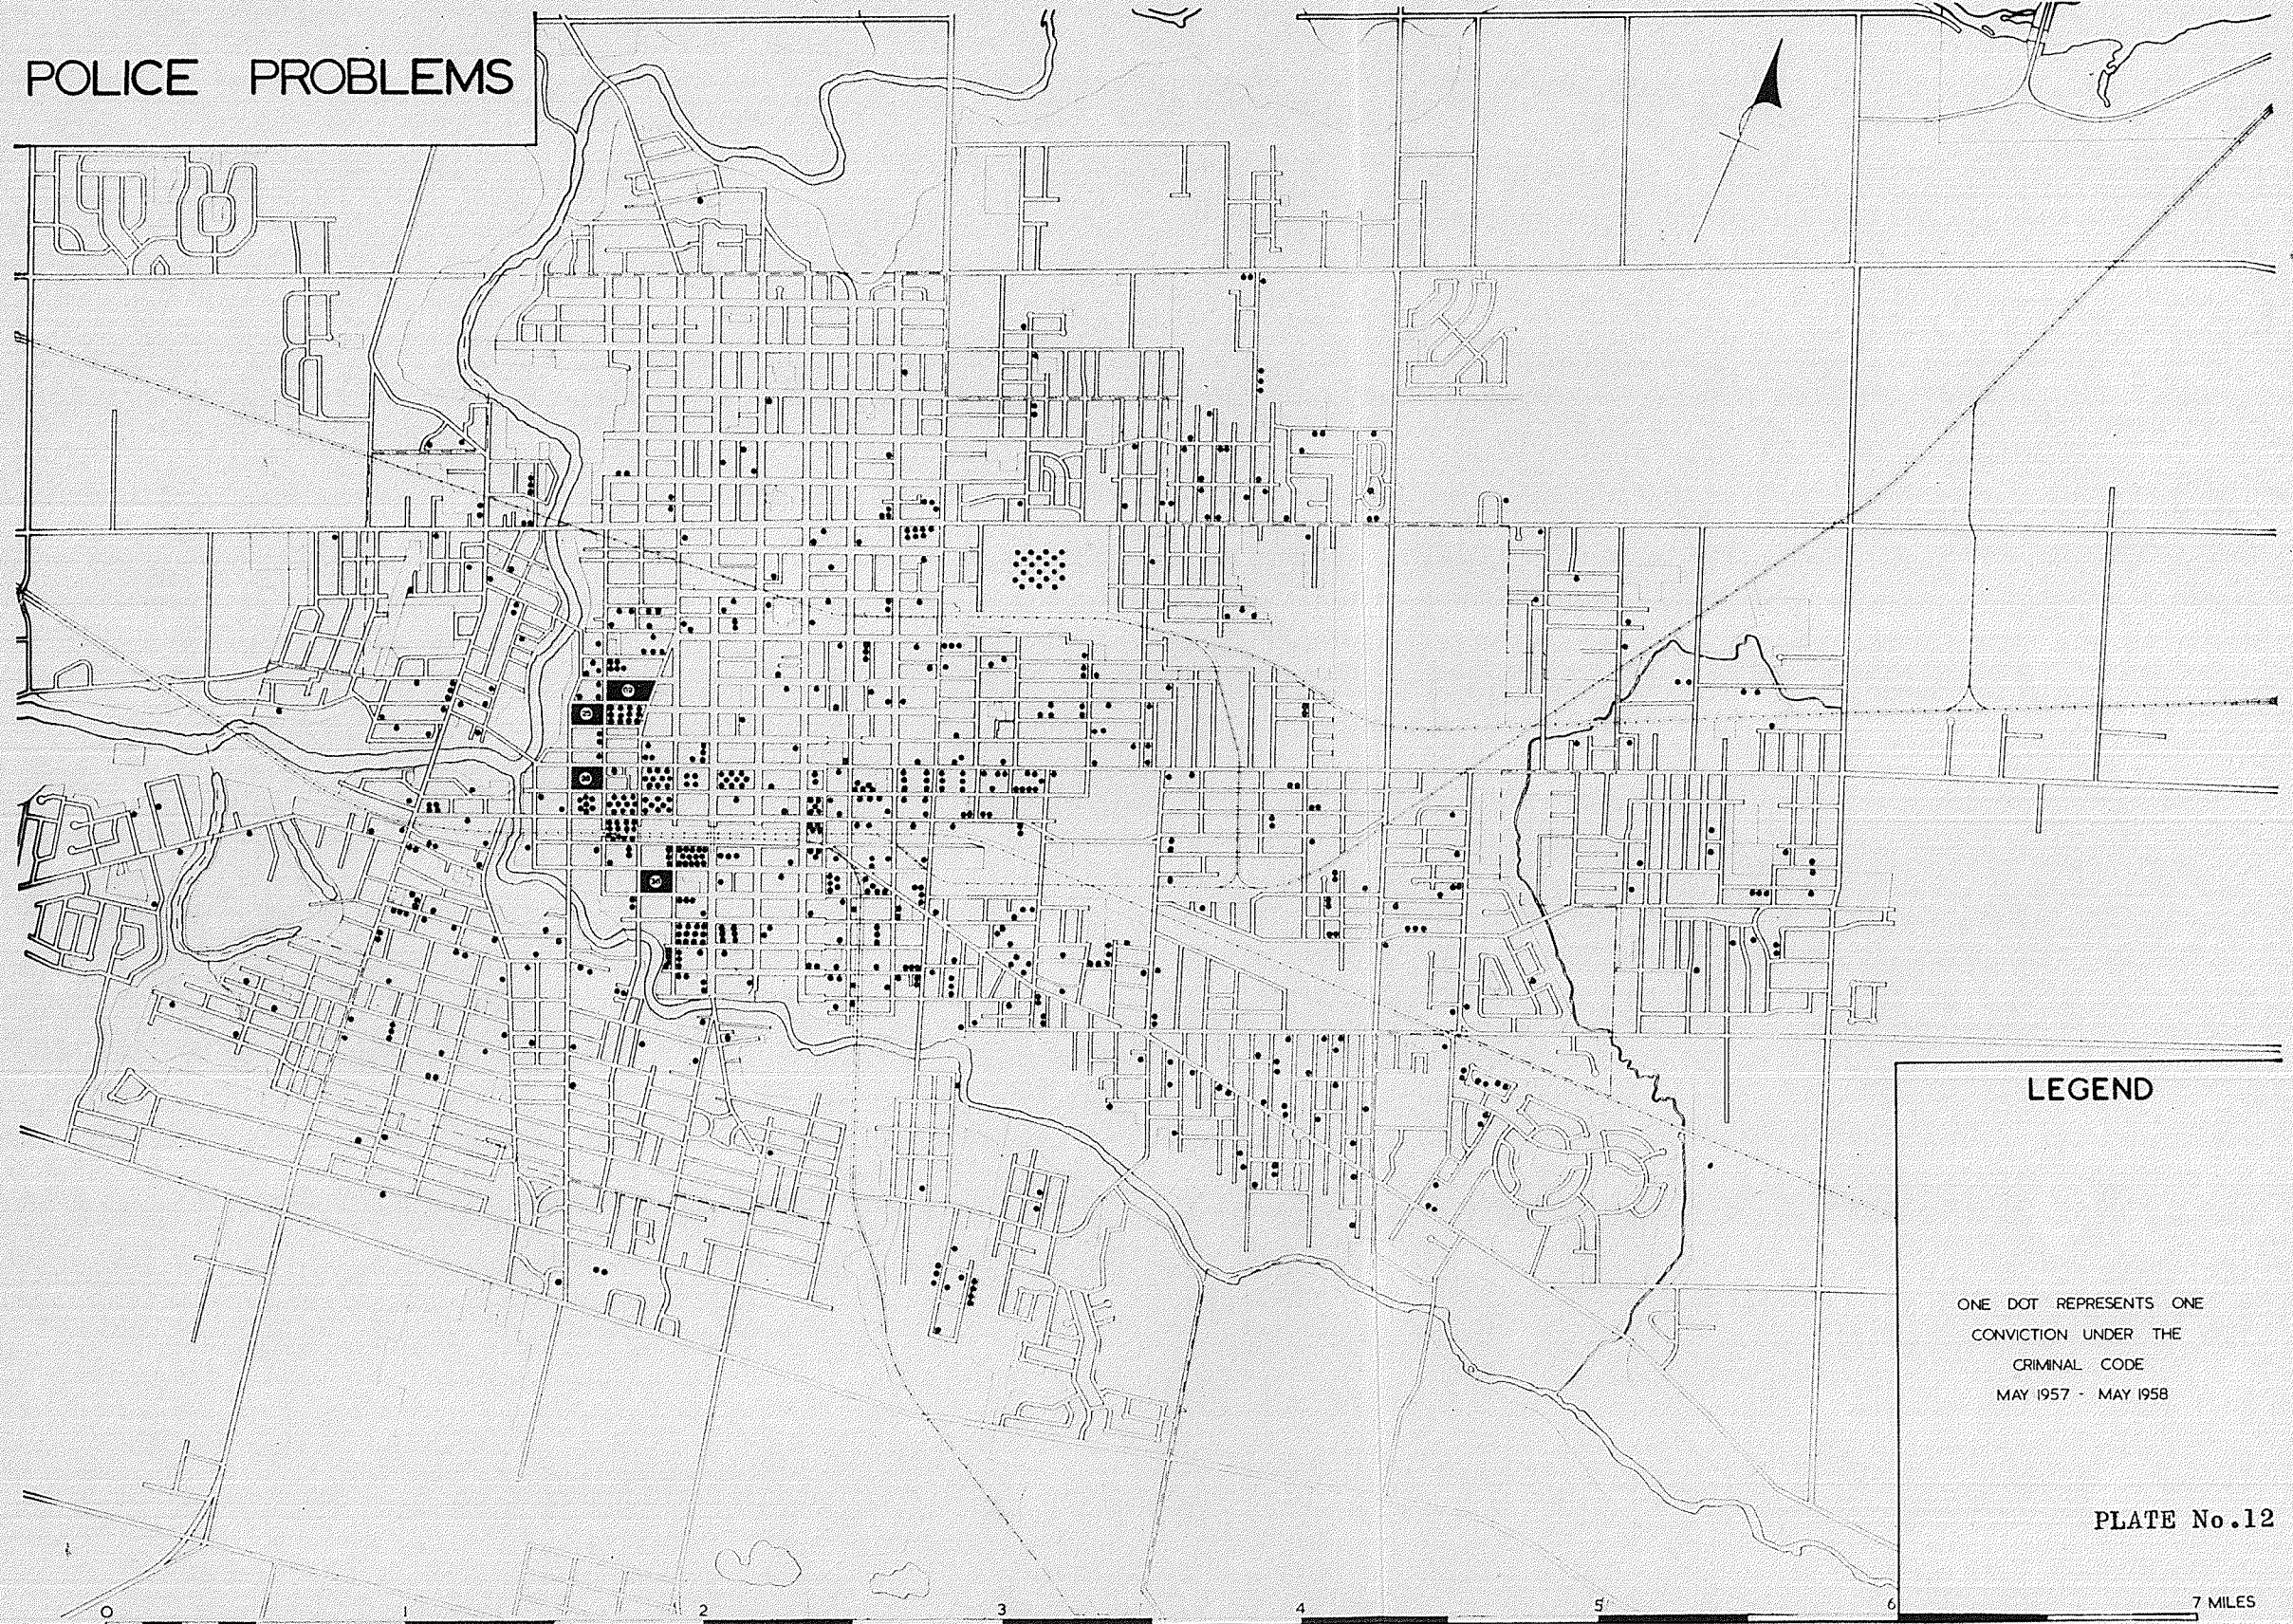 POLICE PROBLEMS
LEGEND
ONE DOT REPRESENTS ONE
CONVICTION UNDER THE
CRIMINAL CODE
MAY 1957 - MAY 1958
PLATE No.12
0 1 2 3 4 5 6 7 MILES